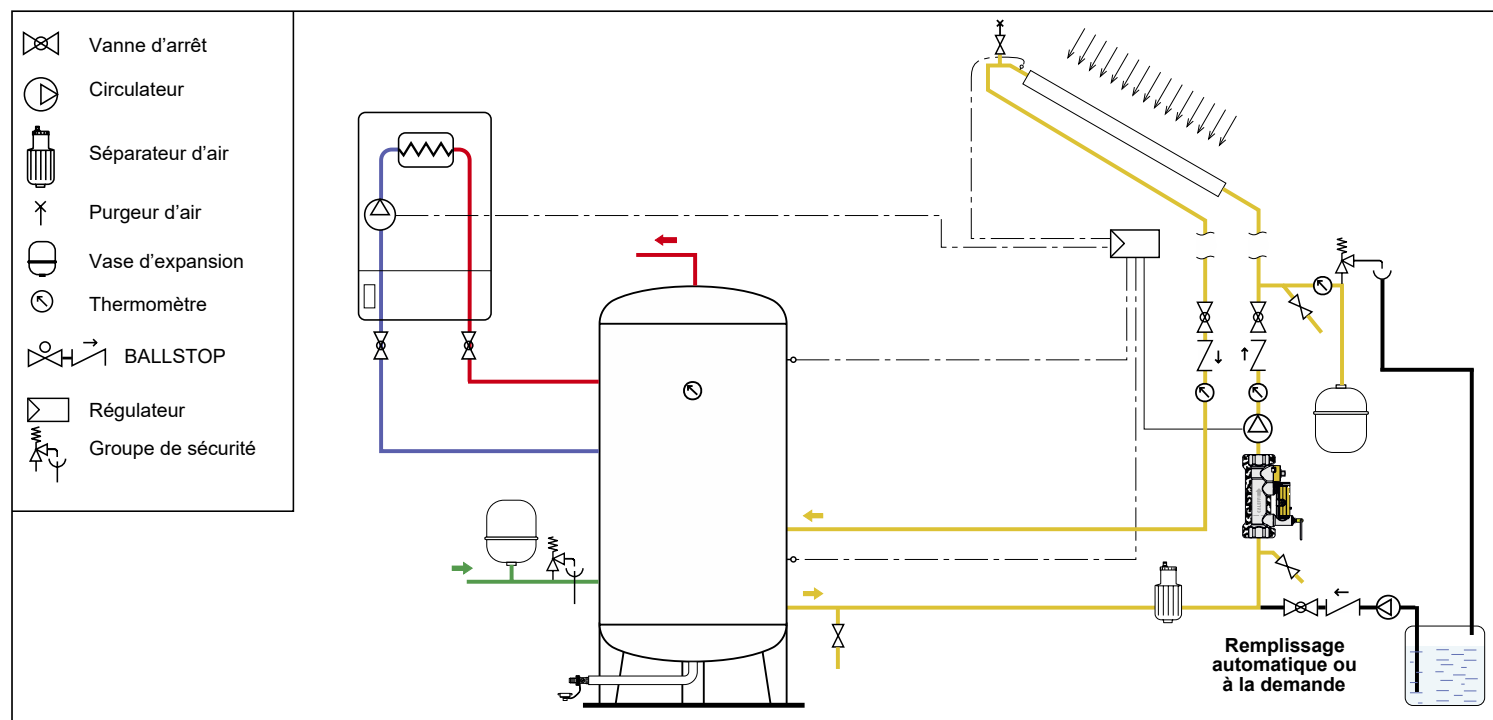 Vanne d'arrêt
Circulateur
Séparateur d'air
Purgeur d'air
Vase d'expansion
Thermomètre
BALLSTOP
Régulateur
Groupe de sécurité
Remplissage
automatique ou
à la demande